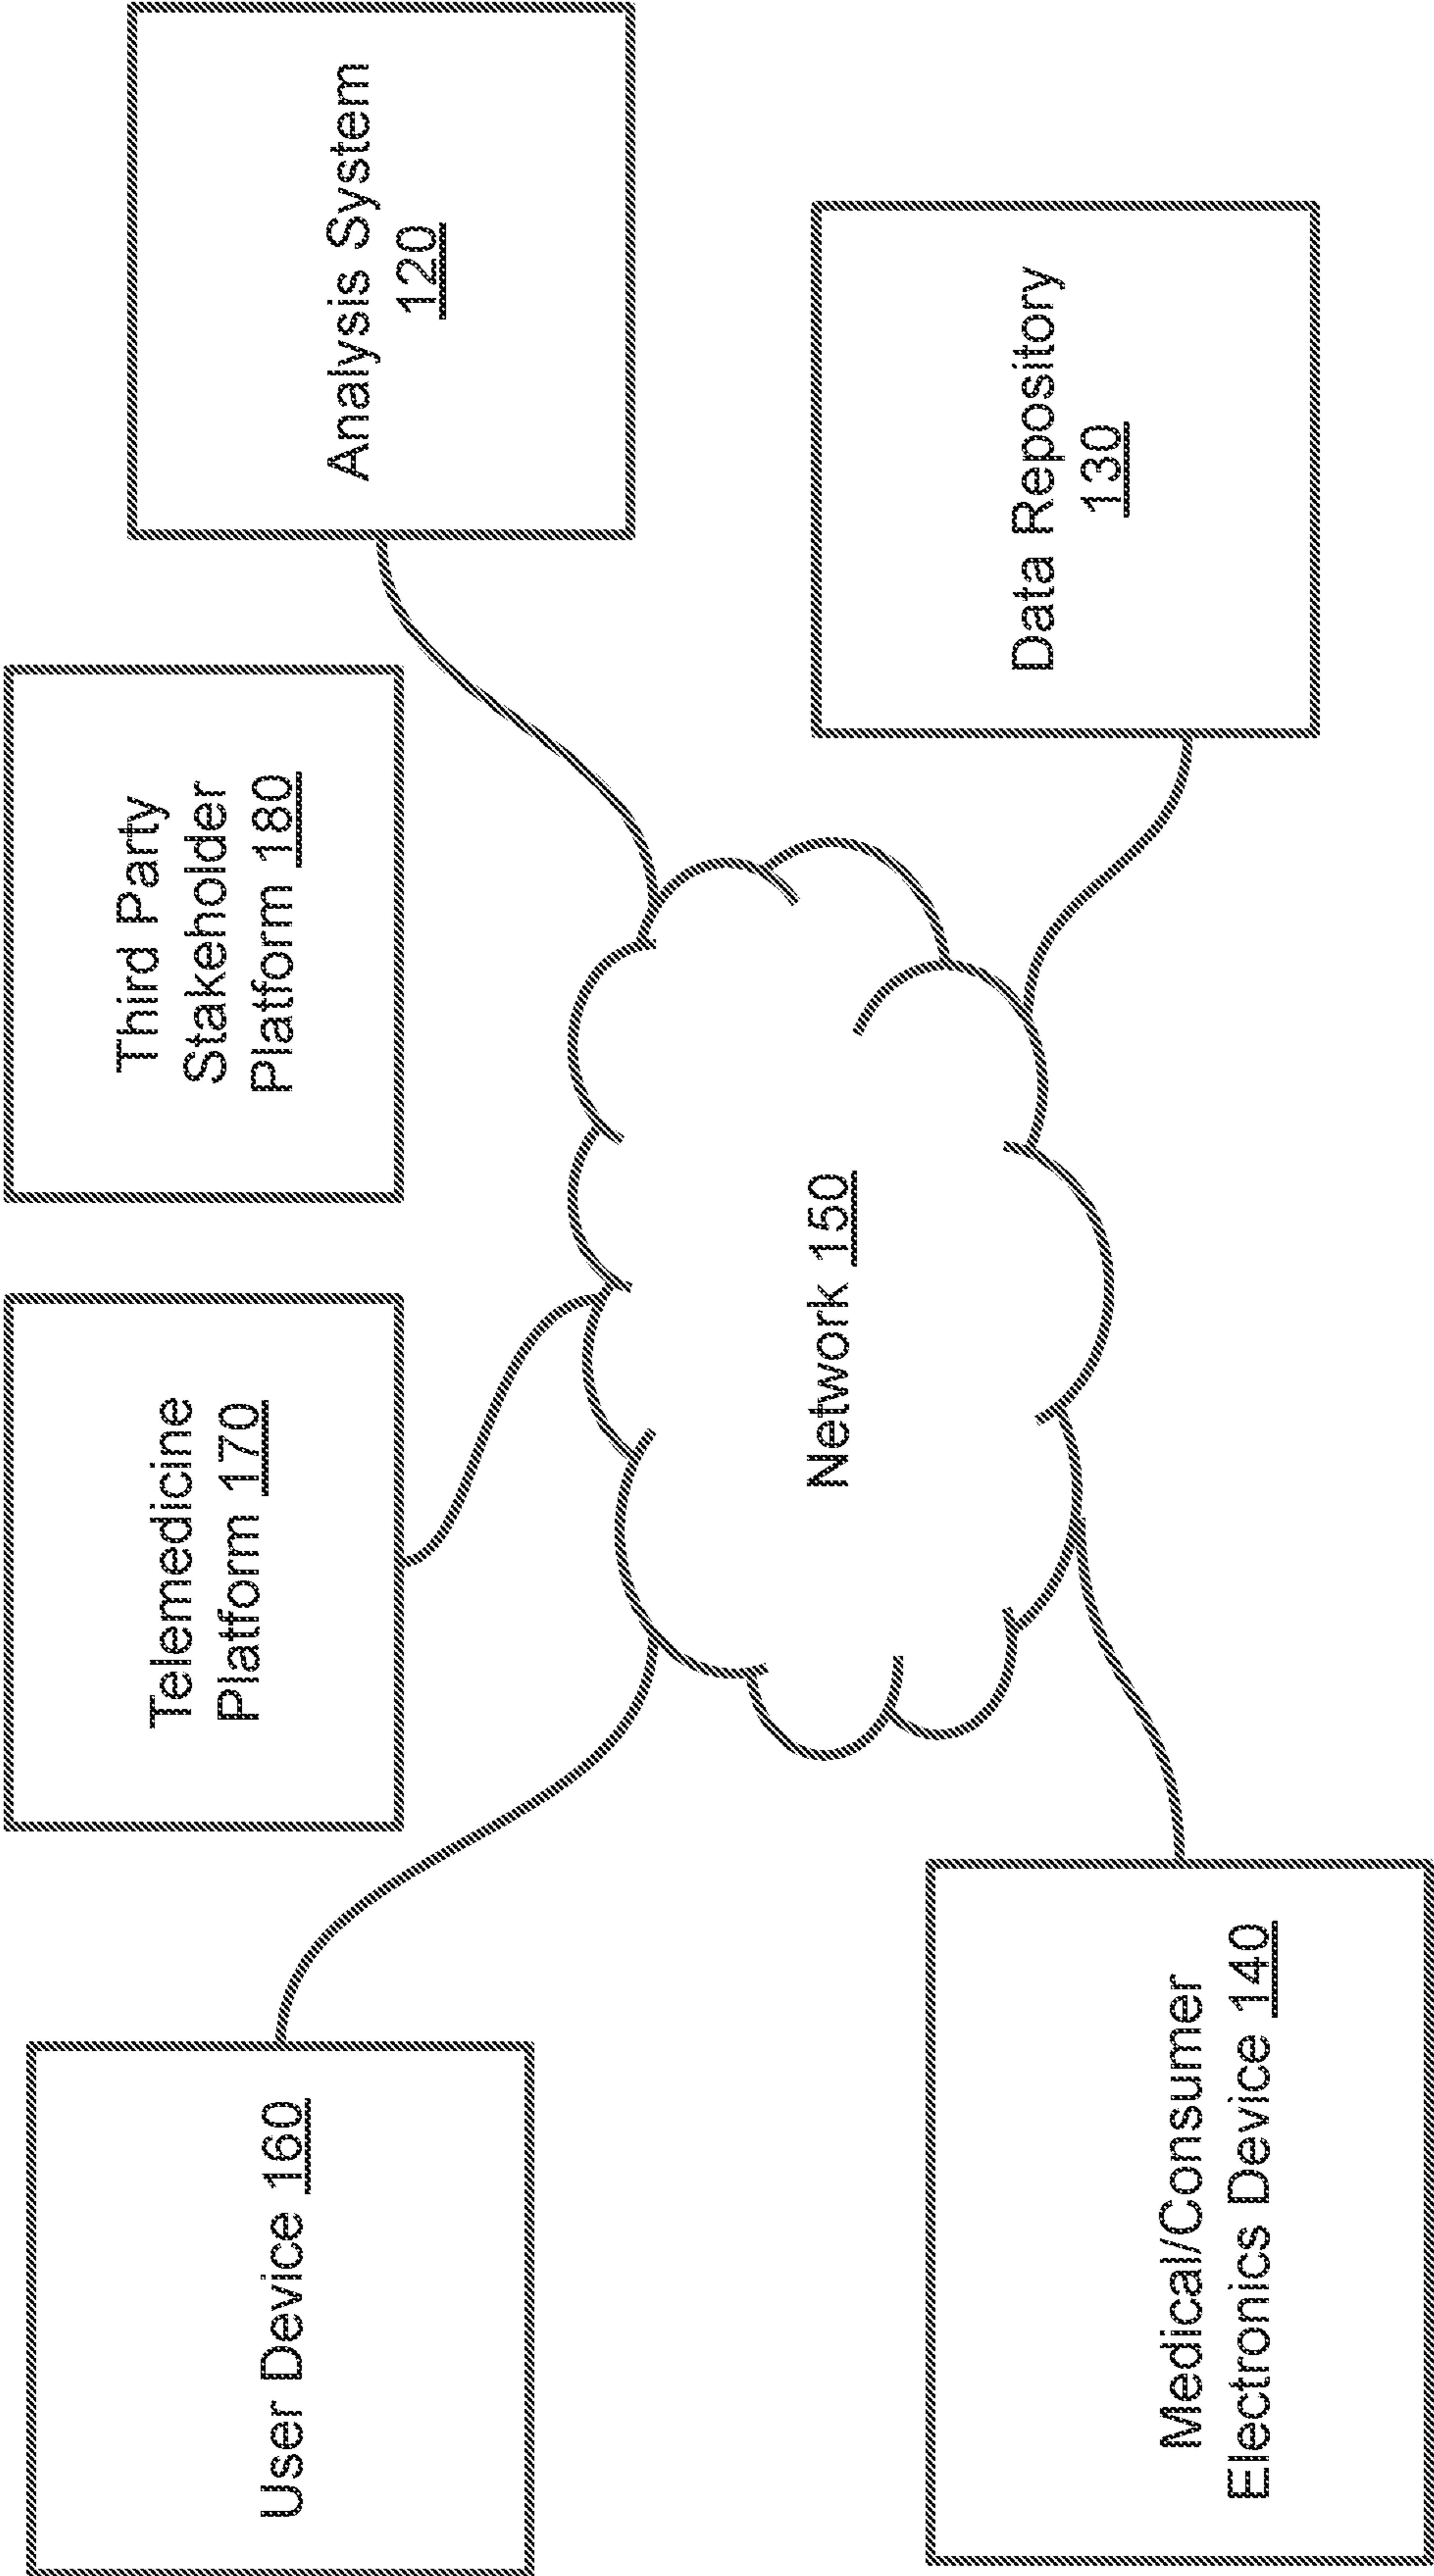 Telemedicine
Platform 170
Third Party
Stakeholder
Platform 180
User Device 160
Analysis System
120
Network 150
Medical/Consumer
Electronics Device 140
Data Repository
130